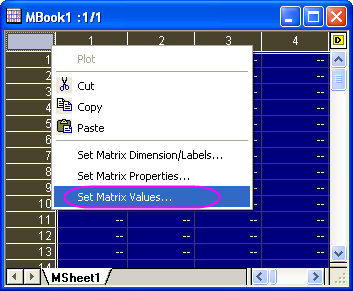 MBook1 :1/1
1 2 3 4 D
1 --
2 --
3 --
4 --
5 --
6 --
7 --
8 --
9 --
10 --
11 -- -- -- --
12 -- -- -- --
13 -- -- -- --
14
Plot
Cut
Copy
Paste
Set Matrix Dimension/Labels...
Set Matrix Properties...
Set Matrix Values...
MSheet1